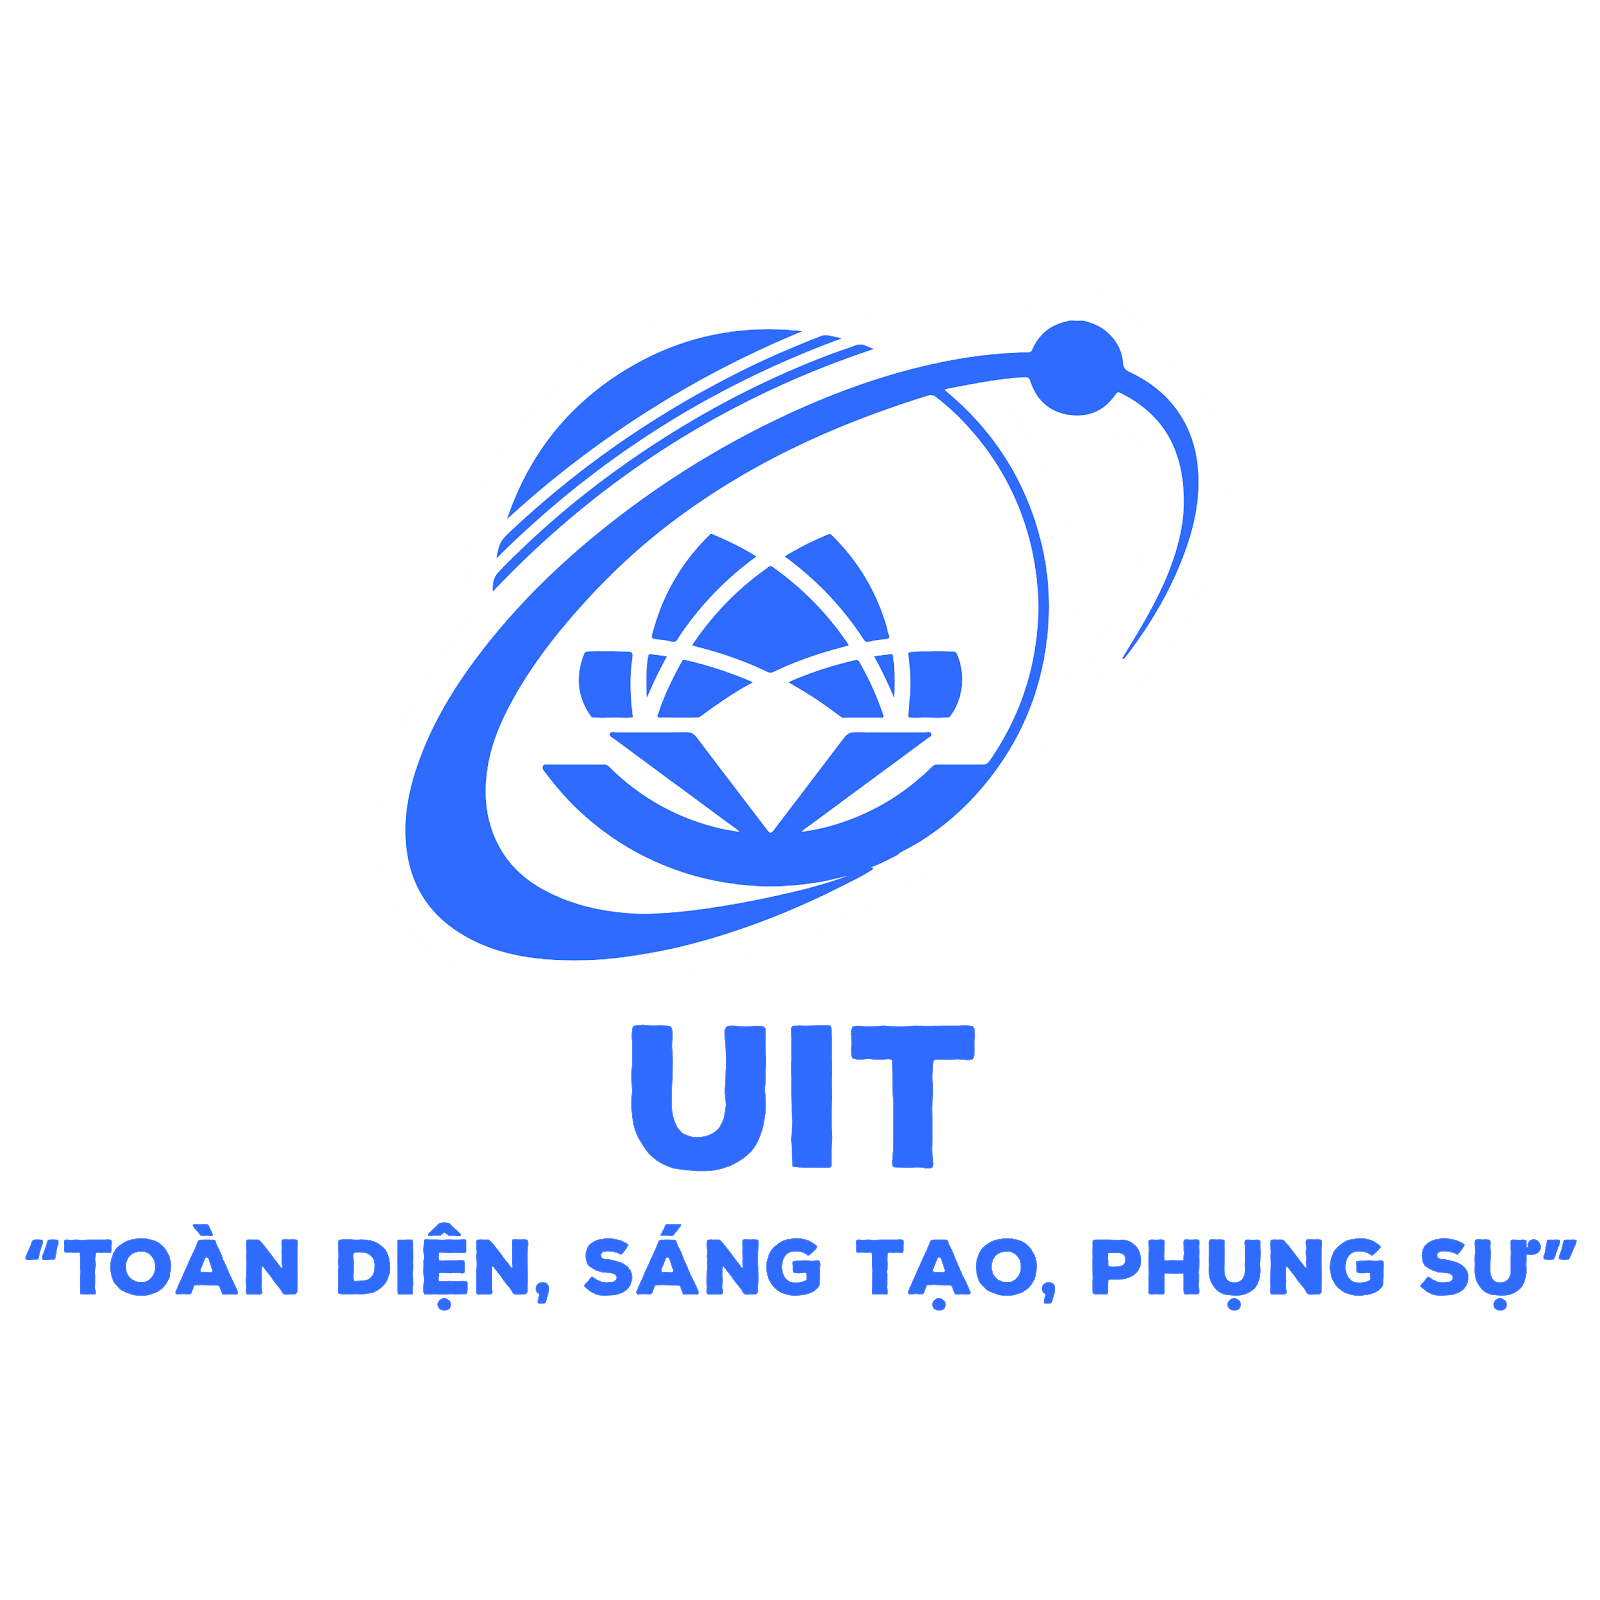 UIT
“TOÀN DIỆN, SÁNG TẠO, PHỤNG SỰ”